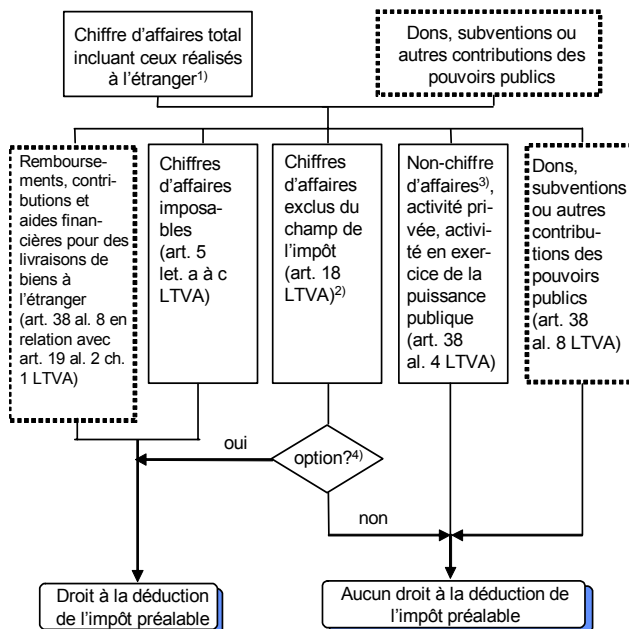 Chiffre d'affaires total
incluant ceux réalisés
à l'étranger1)
Dons, subventions ou
autres contributions des
pouvoirs publics
Rembourse-
ments, contri-
butions et
aides finan-
cières pour des
livraisons de
biens à
l'étranger
(art. 38 al. 8 en
relation avec
art. 19 al. 2 ch.
1 LTVA)
Chiffres
d'affaires
imposa-
bles
(art. 5
let. a à c
LTVA)
Chiffres
d'affaires
exclus du
champ de
l'impôt
(art. 18
LTVA)2)
Non-chiffre
d'affaires3),
activité pri-
vée, activité
en exer-
cice de la
puissance
publique
(art. 38
al. 4 LTVA)
Dons,
subventions
ou autres
contribu-
tions des
pouvoirs
publics
(art. 38
al. 8 LTVA)
oui
option?4)
non
Droit à la déduction
de l'impôt préalable
Aucun droit à la déduction de
l'impôt préalable